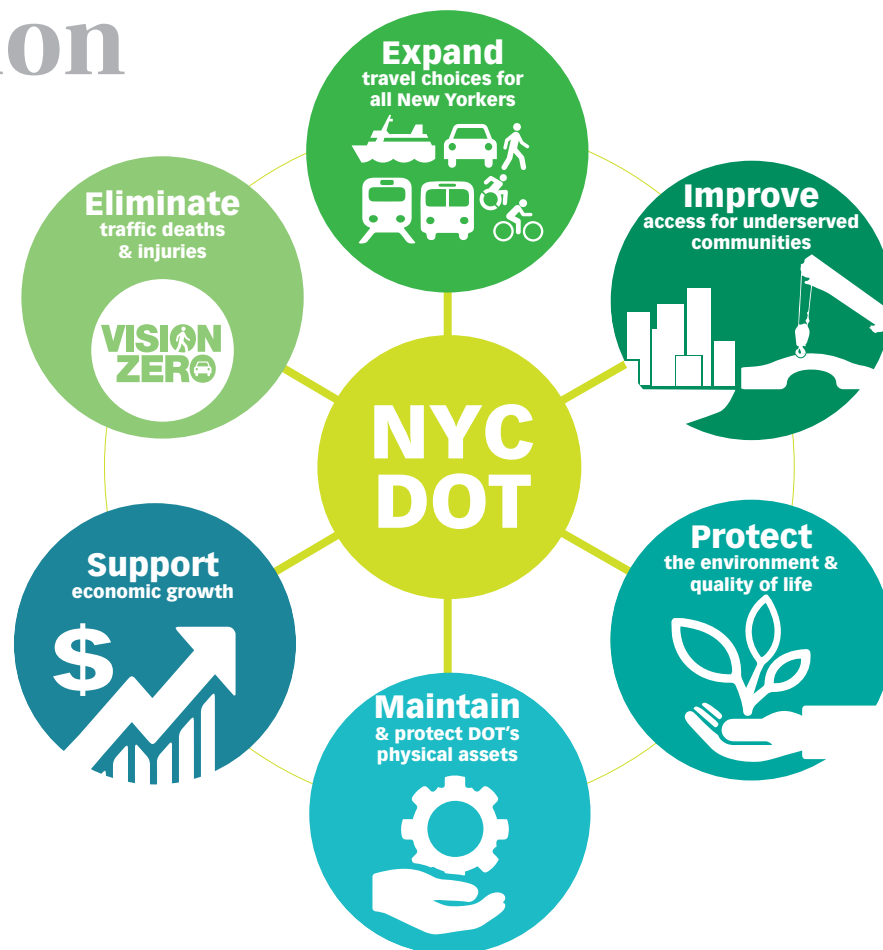 Expand
travel choices for
all New Yorkers
Improve
access for underserved
communities
Protect
the environment &
quality of life
Maintain
& protect DOT's
physical assets
Support
economic growth
$
Eliminate
traffic deaths
& injuries
VISION
ZERO
NYC
DOT